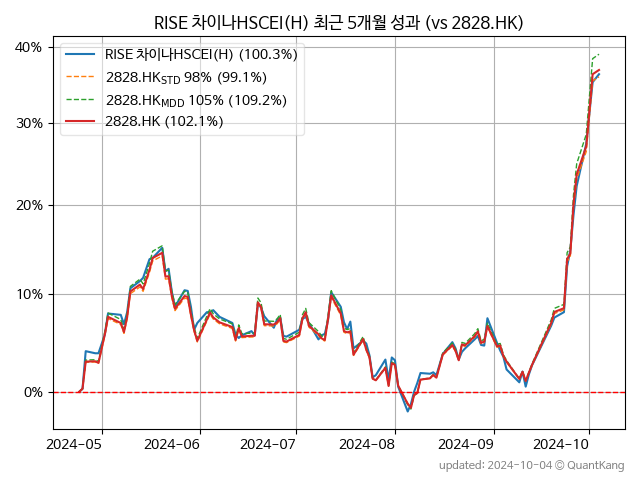 RISE 차이나HSCEI(H) 최근 5개월 성과 (vs 2828.HK)
RISE 차이나HSCEI(H) (100.3%)
2828.HK_STD 98% (99.1%)
2828.HK_MDD 105% (109.2%)
2828.HK (102.1%)
40%
30%
20%
10%
0%
2024-05 2024-06 2024-07 2024-08 2024-09 2024-10
updated: 2024-10-04 © QuantKang